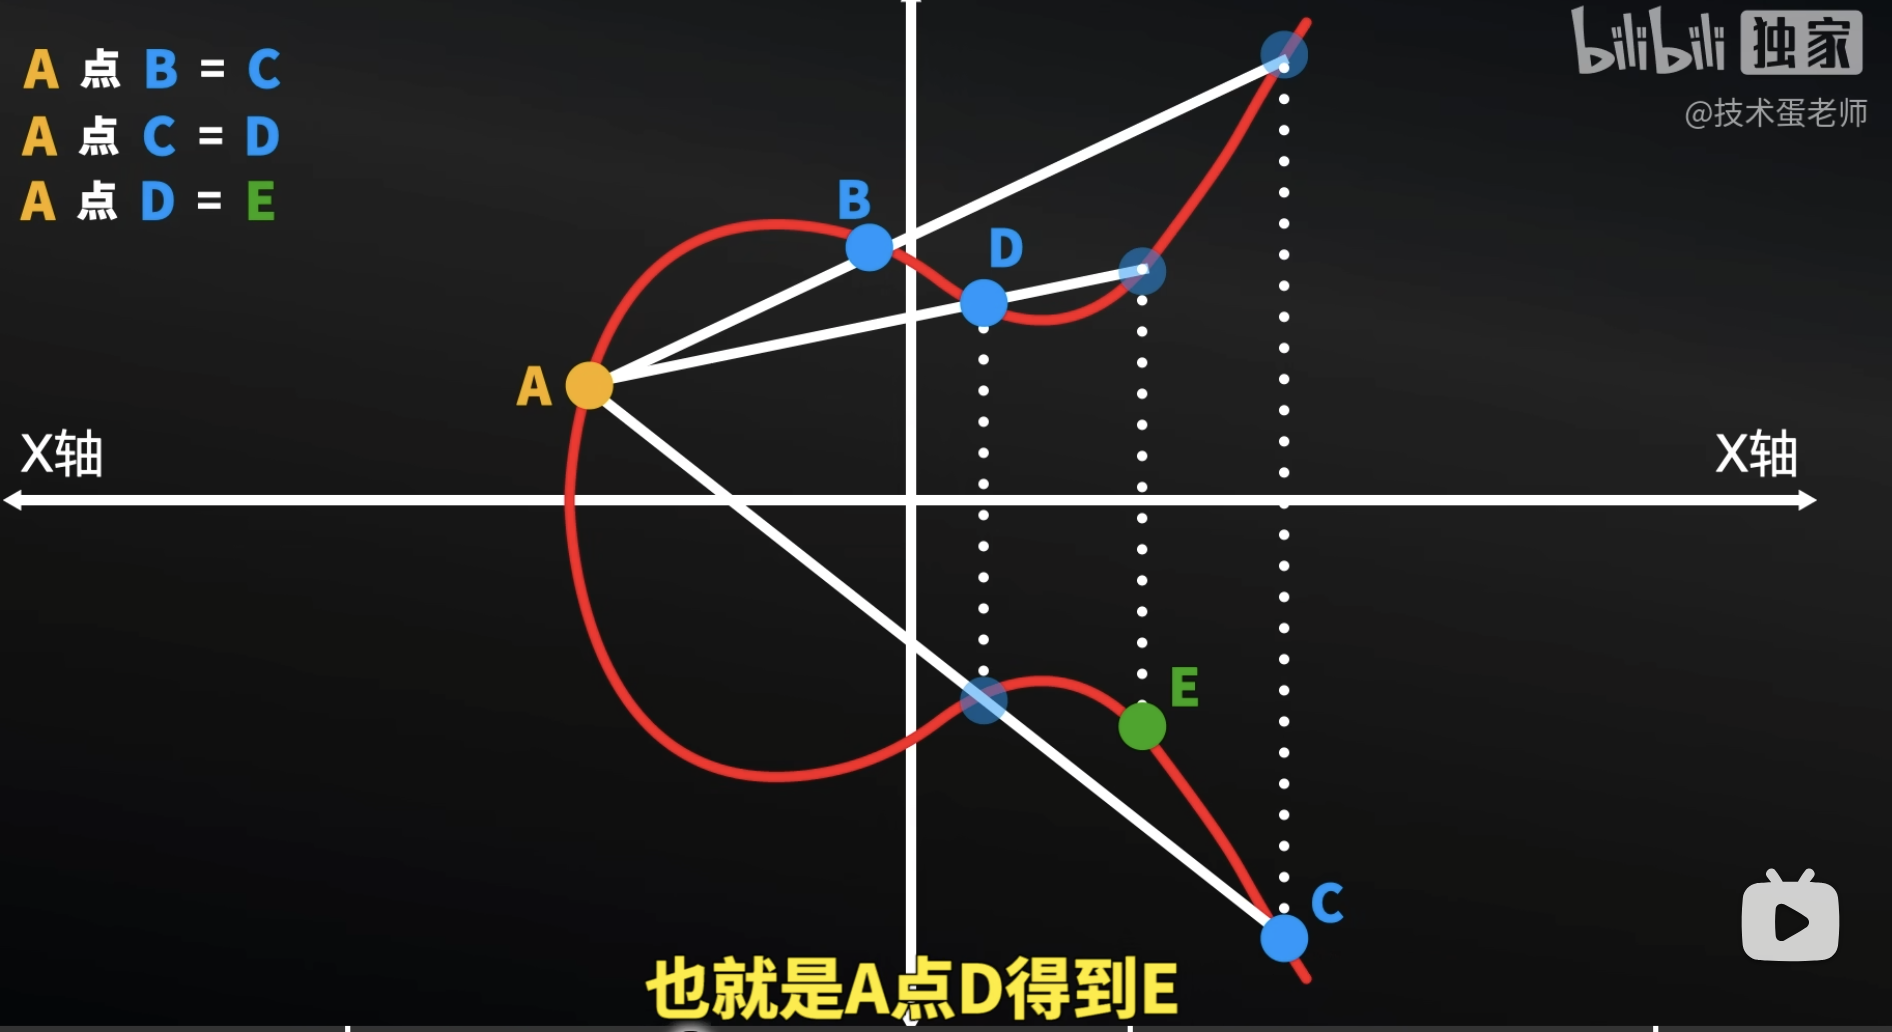 A 点 B = C
A 点 C = D
A 点 D = E
bilibili 独家
@技术蛋老师
B
D
A
X轴
X轴
E
C
也就是A点D得到E